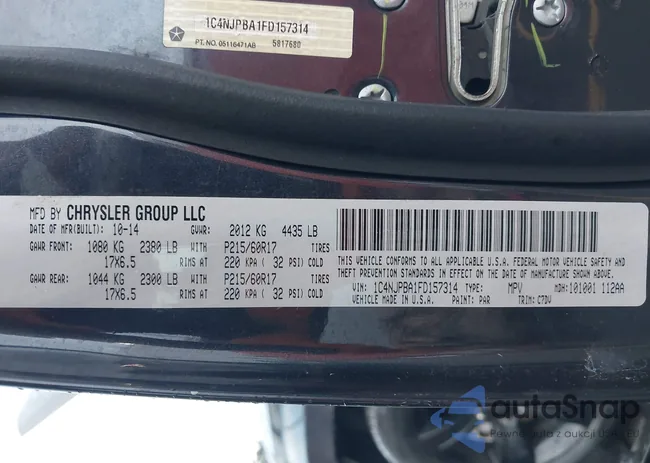 1C4NJPBA1FD157314
PT. NO. 05116471AB 5817680
MFD BY CHRYSLER GROUP LLC
DATE OF MFR(BUILT): 10-14 GVWR: 2012 KG 4435 LB
GAWR FRONT: 1080 KG 2380 LB WITH P215/60R17 TIRES
17X6.5 RIMS AT 220 KPA ( 32 PSI) COLD
GAWR REAR: 1044 KG 2300 LB WITH P215/60R17 TIRES
17X6.5 RIMS AT 220 KPA ( 32 PSI) COLD
THIS VEHICLE CONFORMS TO ALL APPLICABLE U.S.A. FEDERAL MOTOR VEHICLE SAFETY AND
THEFT PREVENTION STANDARDS IN EFFECT ON THE DATE OF MANUFACTURE SHOWN ABOVE.
VIN: 1C4NJPBA1FD157314 TYPE: MPV MDH:101001 112AA
VEHICLE MADE IN U.S.A. PAINT: PAR TRIM: C7DV
autoSnap
Pewne auta z aukcji USA i EU